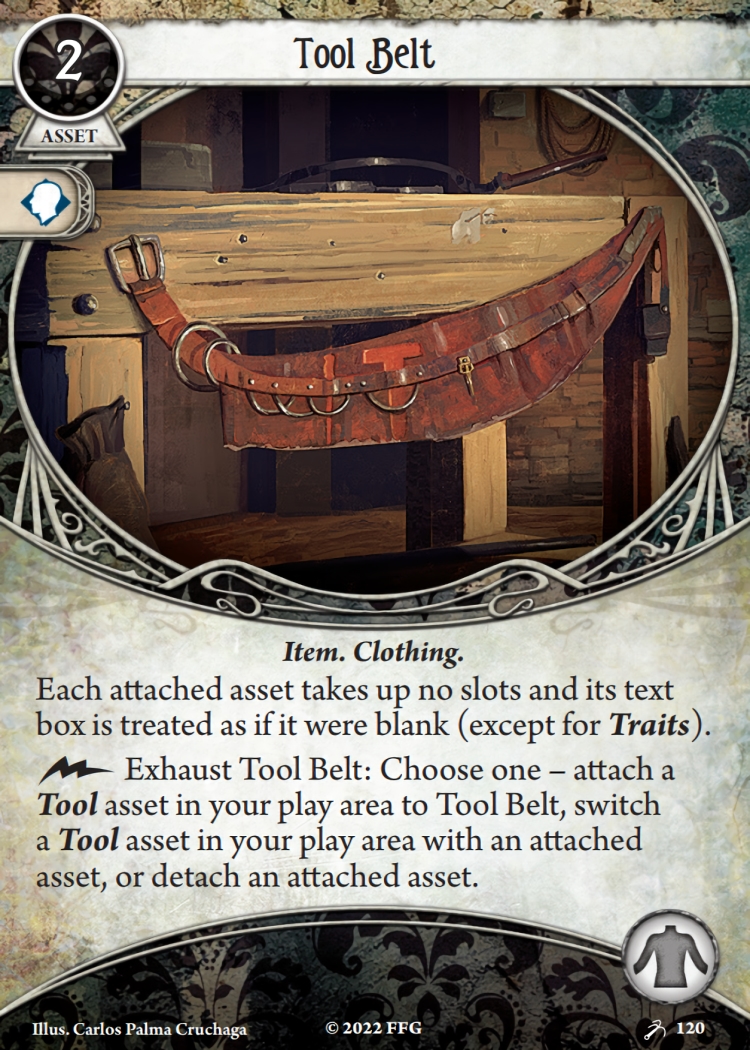 2
Tool Belt
ASSET
Item. Clothing.
Each attached asset takes up no slots and its text
box is treated as if it were blank (except for Traits).
Exhaust Tool Belt: Choose one – attach a
Tool asset in your play area to Tool Belt, switch
a Tool asset in your play area with an attached
asset, or detach an attached asset.
Illus. Carlos Palma Cruchaga
© 2022 FFG
120